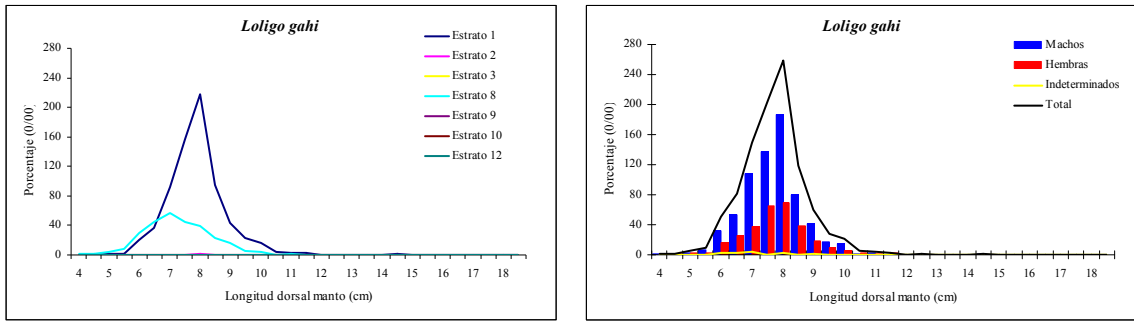 Loligo gahi
280
240
200
160
120
80
40
0
Porcentaje (0/00)
4 5 6 7 8 9 10 11 12 13 14 15 16 17 18
Longitud dorsal manto (cm)
Estrato 1
Estrato 2
Estrato 3
Estrato 8
Estrato 9
Estrato 10
Estrato 12
Loligo gahi
280
240
200
160
120
80
40
0
Porcentaje (0/00)
4 5 6 7 8 9 10 11 12 13 14 15 16 17 18
Longitud dorsal manto (cm)
Machos
Hembras
Indeterminados
Total